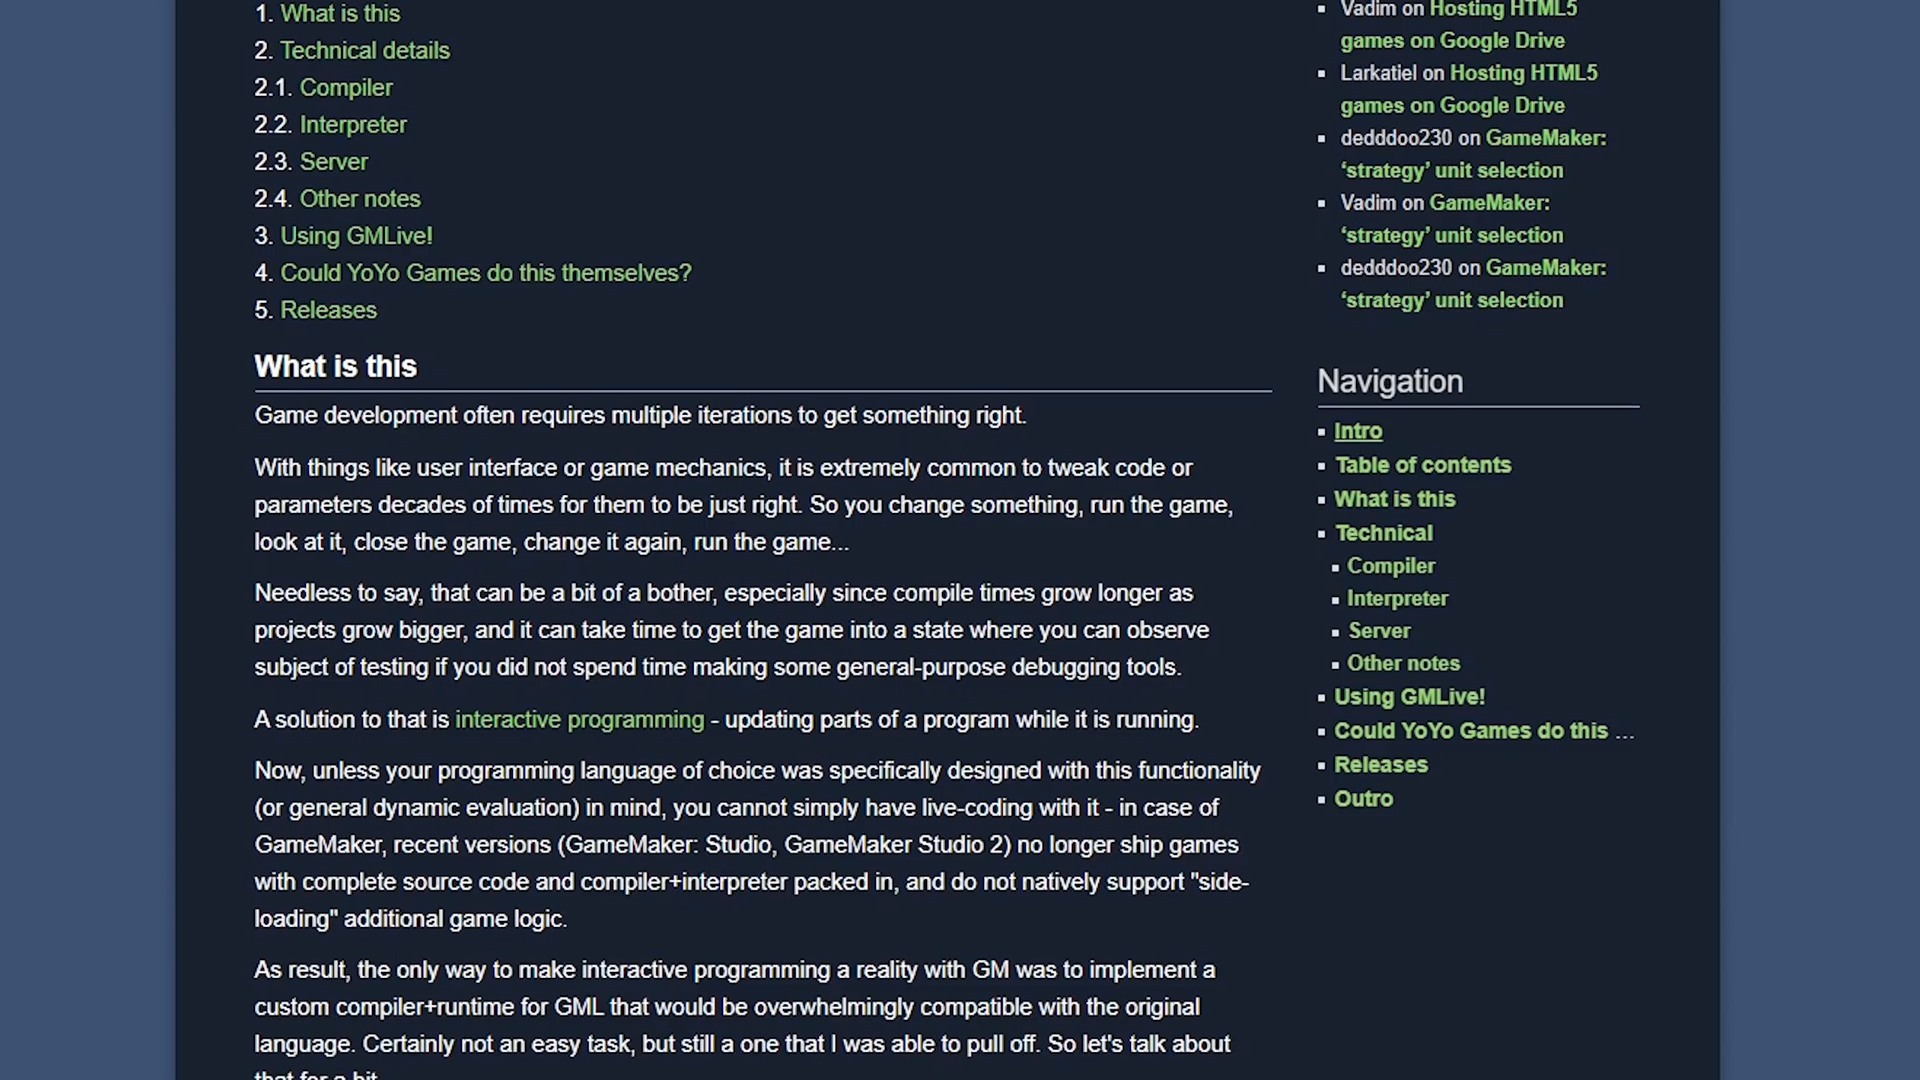 1. What is this
2. Technical details
2.1. Compiler
2.2. Interpreter
2.3. Server
2.4. Other notes
3. Using GMLive!
4. Could YoYo Games do this themselves?
5. Releases
What is this
Game development often requires multiple iterations to get something right.
With things like user interface or game mechanics, it is extremely common to tweak code or
parameters decades of times for them to be just right. So you change something, run the game,
look at it, close the game, change it again, run the game...
Needless to say, that can be a bit of a bother, especially since compile times grow longer as
projects grow bigger, and it can take time to get the game into a state where you can observe
subject of testing if you did not spend time making some general-purpose debugging tools.
A solution to that is interactive programming - updating parts of a program while it is running.
Now, unless your programming language of choice was specifically designed with this functionality
(or general dynamic evaluation) in mind, you cannot simply have live-coding with it - in case of
GameMaker, recent versions (GameMaker: Studio, GameMaker Studio 2) no longer ship games
with complete source code and compiler+interpreter packed in, and do not natively support "side-
loading" additional game logic.
As result, the only way to make interactive programming a reality with GM was to implement a
custom compiler+runtime for GML that would be overwhelmingly compatible with the original
language. Certainly not an easy task, but still a one that I was able to pull off. So let's talk about
that for a bit.
Vadim on Hosting HTML5
games on Google Drive
Larkatiel on Hosting HTML5
games on Google Drive
dedddoo230 on GameMaker:
‘strategy’ unit selection
Vadim on GameMaker:
‘strategy’ unit selection
dedddoo230 on GameMaker:
‘strategy’ unit selection
Navigation
Intro
Table of contents
What is this
Technical
Compiler
Interpreter
Server
Other notes
Using GMLive!
Could YoYo Games do this ...
Releases
Outro